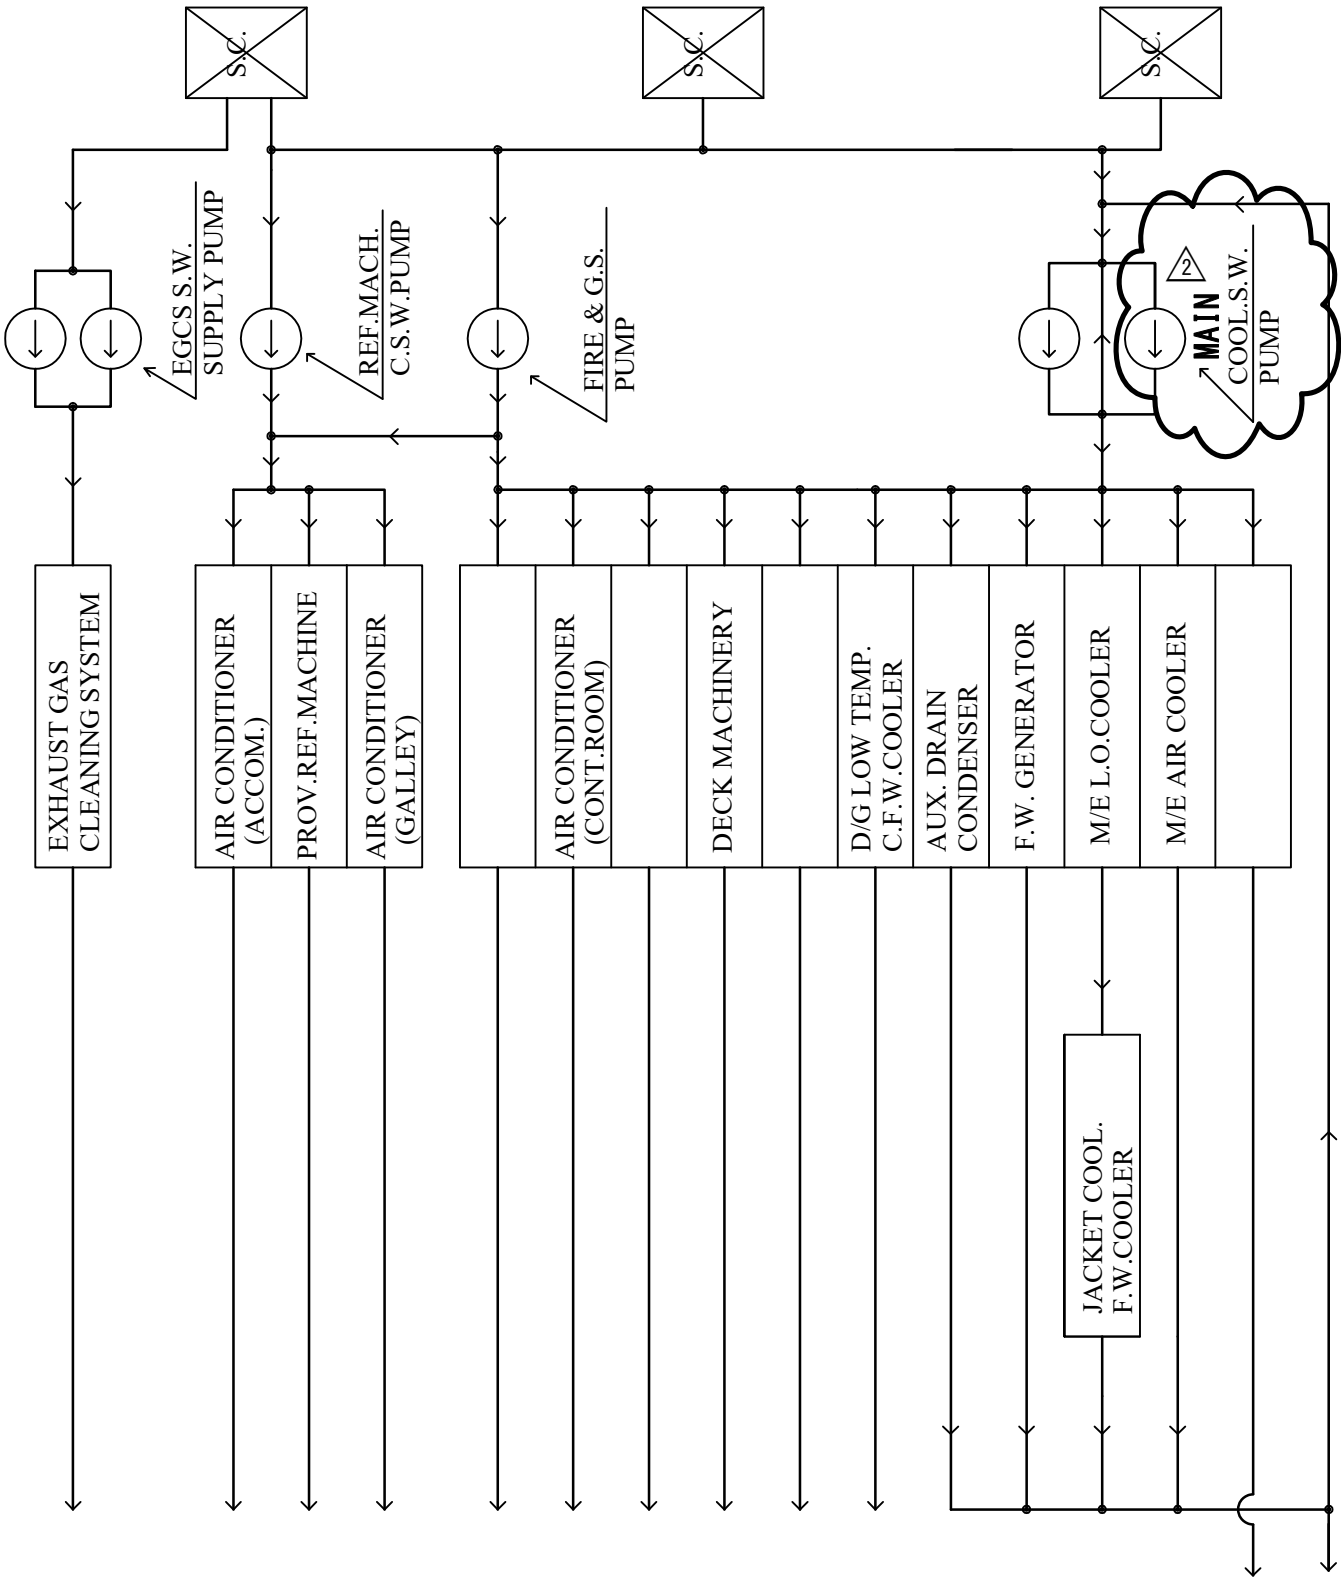 S.C.
S.C.
S.C.
EGCS S.W.
SUPPLY PUMP
REF.MACH.
C.S.W.PUMP
FIRE & G.S.
PUMP
2
MAIN
COOL.S.W.
PUMP
EXHAUST GAS
CLEANING SYSTEM
AIR CONDITIONER
(ACCOM.)
PROV.REF.MACHINE
AIR CONDITIONER
(GALLEY)
AIR CONDITIONER
(CONT.ROOM)
DECK MACHINERY
D/G LOW TEMP.
C.F.W.COOLER
AUX. DRAIN
CONDENSER
F.W. GENERATOR
M/E L.O.COOLER
M/E AIR COOLER
JACKET COOL.
F.W.COOLER